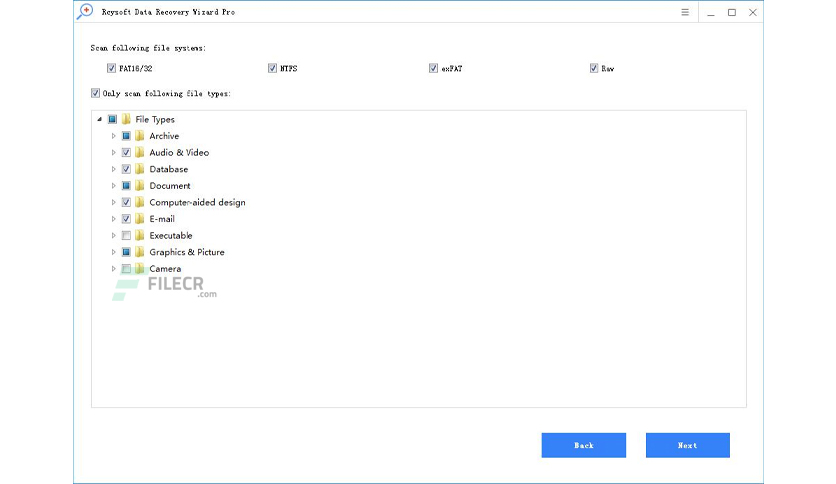 Rcysoft Data Recovery Wizard Pro
Scan following file systems:
FAT16/32 NTFS exFAT Raw
Only scan following file types:
File Types
Archive
Audio & Video
Database
Document
Computer-aided design
E-mail
Executable
Graphics & Picture
Camera
FILECR
.com
Back Next